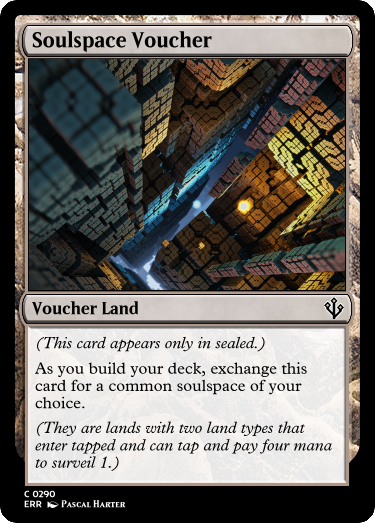 Soulspace Voucher
Voucher Land
(This card appears only in sealed.)
As you build your deck, exchange this
card for a common soulspace of your
choice.
(They are lands with two land types that
enter tapped and can tap and pay four mana
to surveil 1.)
C 0290
ERR Pascal Harter